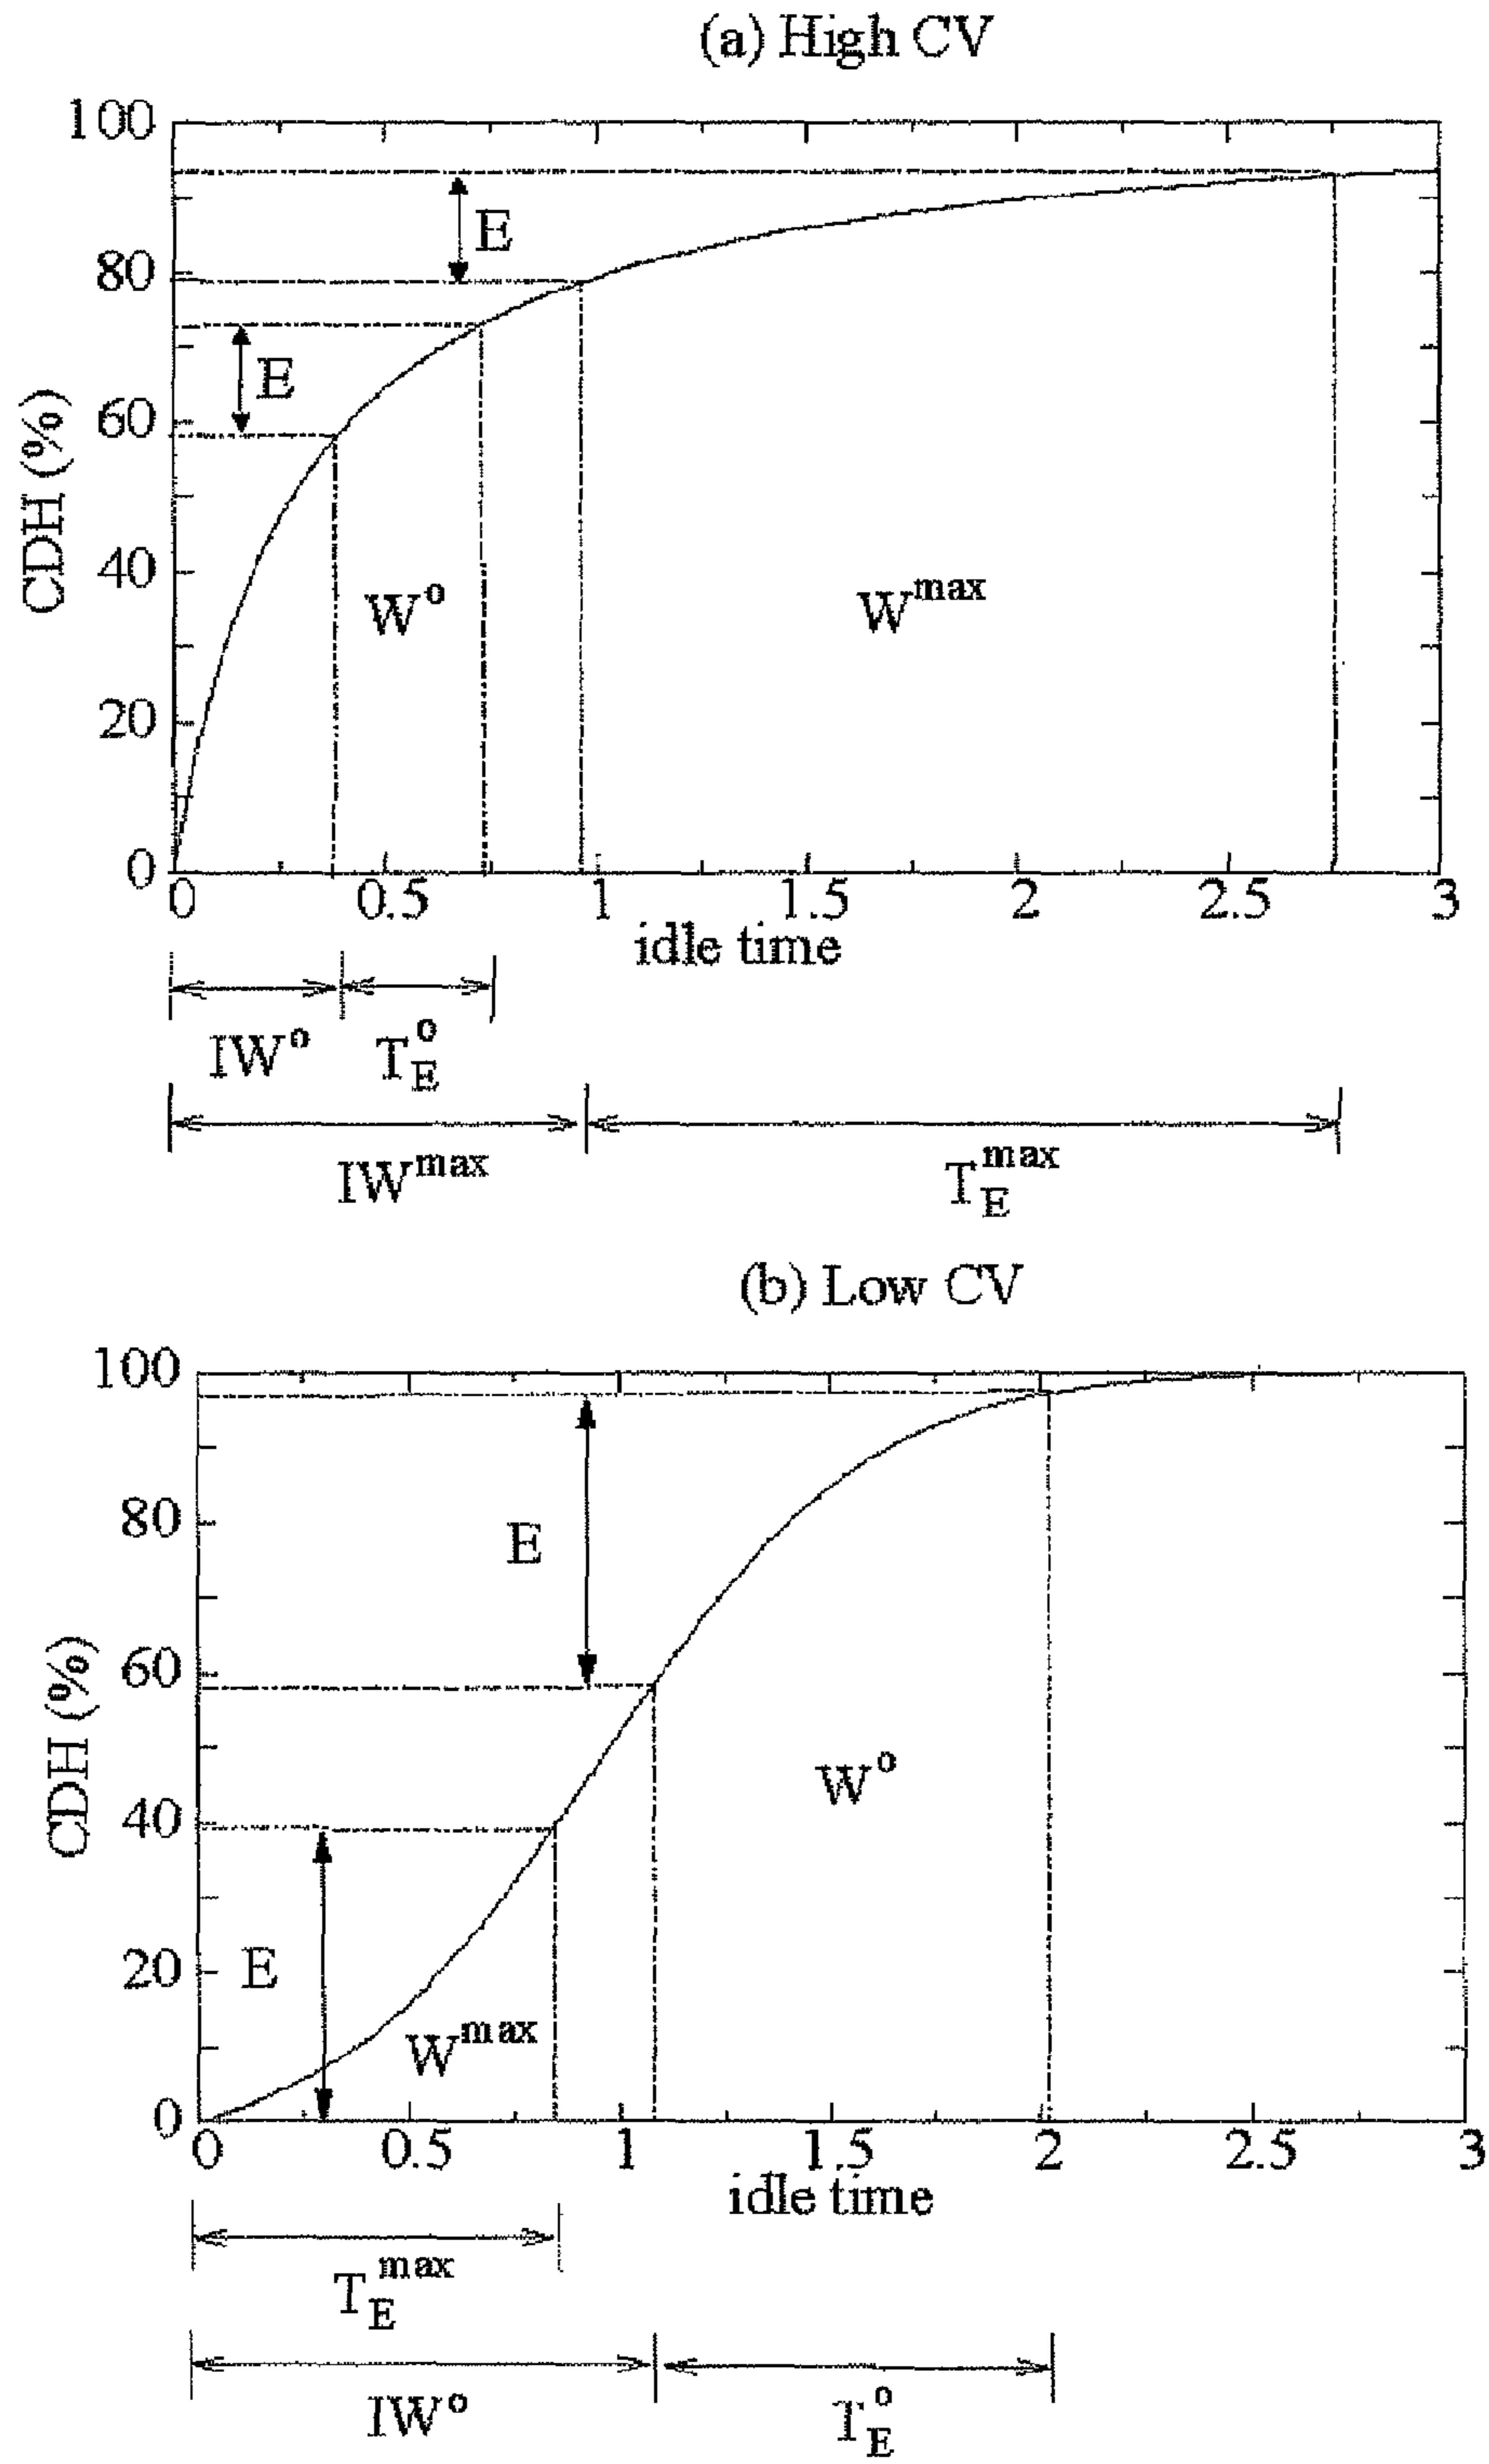 (a) High CV
100
E
80
E
60
CDH (%)
40
W^o
W^max
20
0
0 0.5 1 1.5 2 2.5 3
idle time
IW^o T_E^o
IW^max T_E^max
(b) Low CV
100
80
E
60
CDH (%)
W^o
40
20
E
W^max
0
0 0.5 1 1.5 2 2.5 3
idle time
T_E^max
IW^o T_E^o